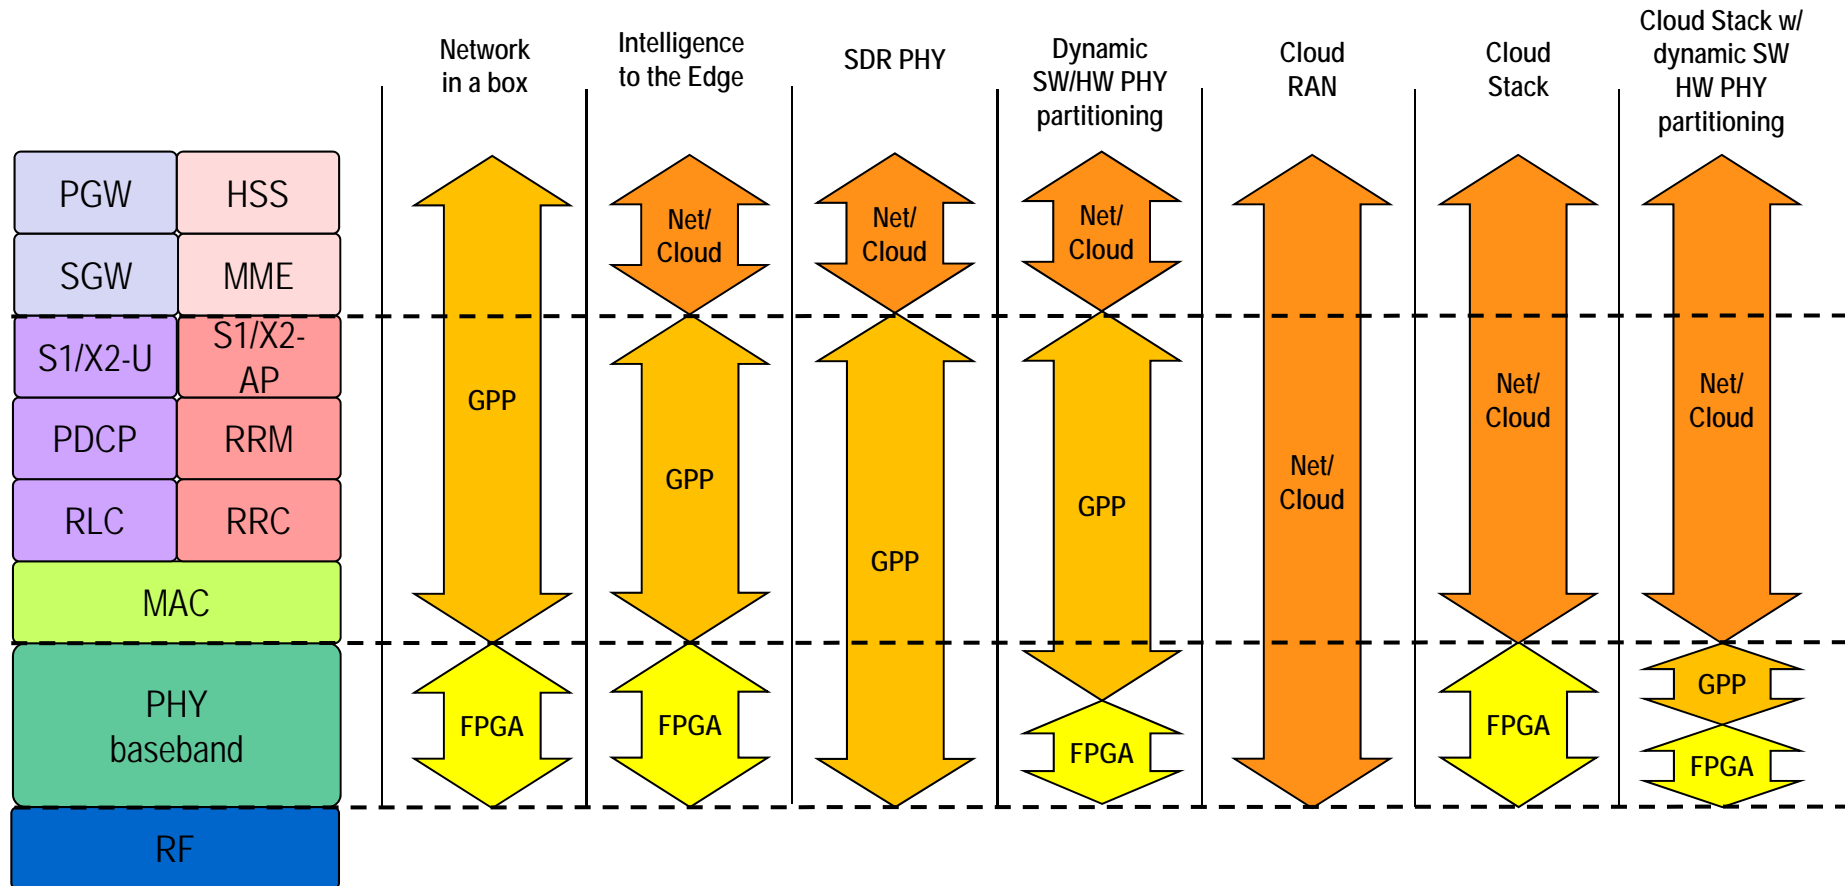 Network
in a box
Intelligence
to the Edge
SDR PHY
Dynamic
SW/HW PHY
partitioning
Cloud
RAN
Cloud
Stack
Cloud Stack w/
dynamic SW
HW PHY
partitioning
PGW
HSS
SGW
MME
S1/X2-U
S1/X2-
AP
PDCP
RRM
RLC
RRC
MAC
PHY
baseband
RF
GPP
FPGA
Net/
Cloud
GPP
FPGA
Net/
Cloud
GPP
Net/
Cloud
GPP
FPGA
Net/
Cloud
Net/
Cloud
FPGA
Net/
Cloud
GPP
FPGA